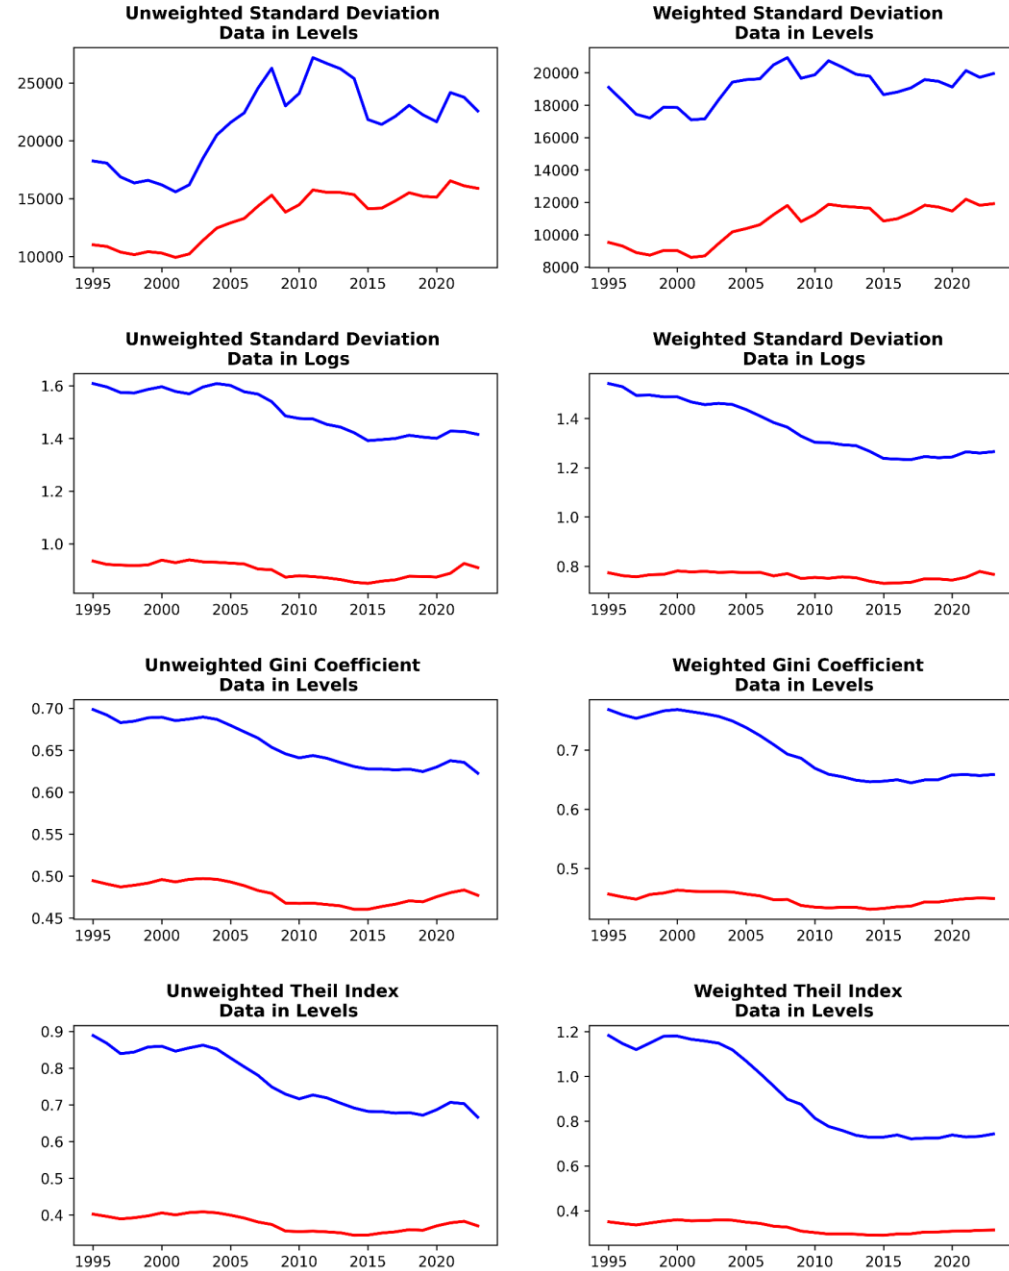 Unweighted Standard Deviation
Data in Levels
25000
20000
15000
10000
1995 2000 2005 2010 2015 2020
Weighted Standard Deviation
Data in Levels
20000
18000
16000
14000
12000
10000
8000
1995 2000 2005 2010 2015 2020
Unweighted Standard Deviation
Data in Logs
1.6
1.4
1.2
1.0
1995 2000 2005 2010 2015 2020
Weighted Standard Deviation
Data in Logs
1.4
1.2
1.0
0.8
1995 2000 2005 2010 2015 2020
Unweighted Gini Coefficient
Data in Levels
0.70
0.65
0.60
0.55
0.50
0.45
1995 2000 2005 2010 2015 2020
Weighted Gini Coefficient
Data in Levels
0.7
0.6
0.5
1995 2000 2005 2010 2015 2020
Unweighted Theil Index
Data in Levels
0.9
0.8
0.7
0.6
0.5
0.4
1995 2000 2005 2010 2015 2020
Weighted Theil Index
Data in Levels
1.2
1.0
0.8
0.6
0.4
1995 2000 2005 2010 2015 2020